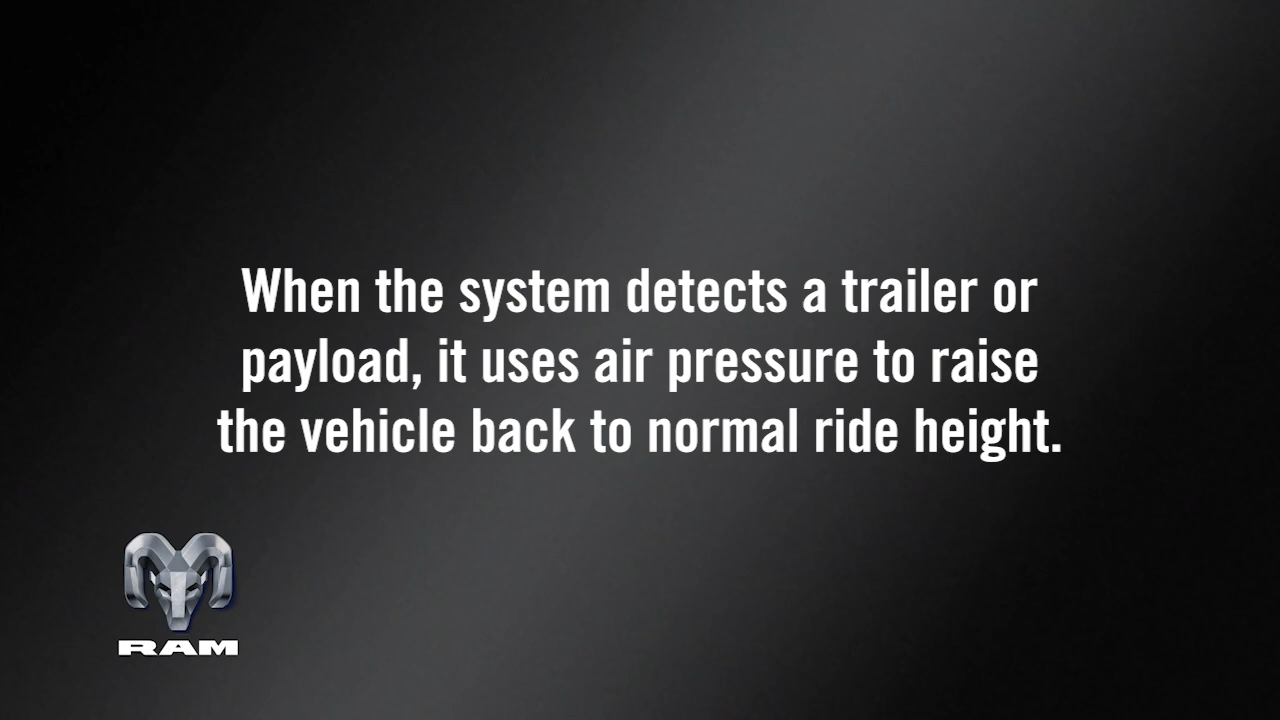 When the system detects a trailer or
payload, it uses air pressure to raise
the vehicle back to normal ride height.
RAM